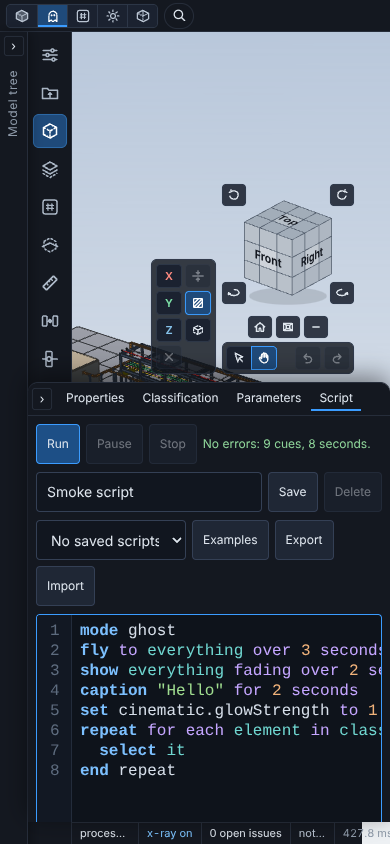 Model tree
Top
Front
Right
X
Y
Z
Properties
Classification
Parameters
Script
Run
Pause
Stop
No errors: 9 cues, 8 seconds.
Smoke script
Save
Delete
No saved scripts
Examples
Export
Import
1 mode ghost
2 fly to everything over 3 seconds
3 show everything fading over 2 se
4 caption "Hello" for 2 seconds
5 set cinematic.glowStrength to 1
6 repeat for each element in class
7 select it
8 end repeat
proces...
x-ray on
0 open issues
not...
427.8 ms